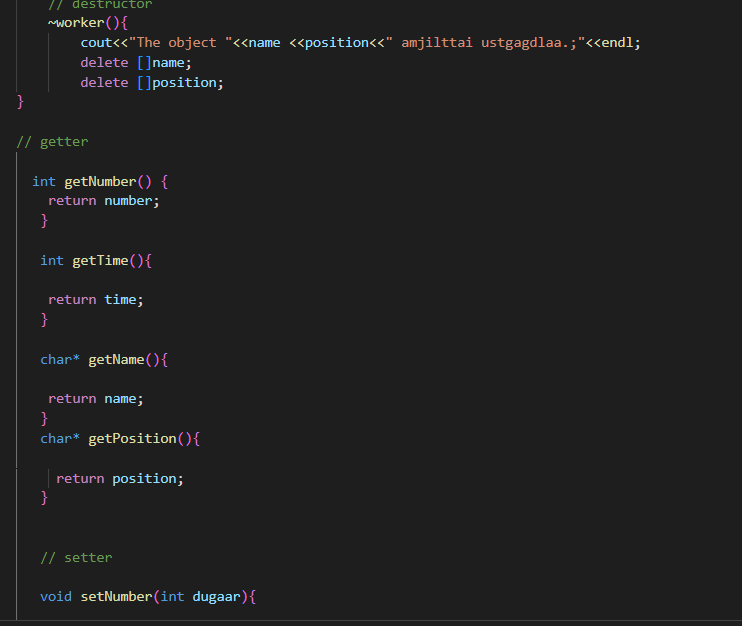 // destructor
~worker(){
cout<<"The object "<<name <<position<<" amjilttai ustgagdlaa.;"<<endl;
delete []name;
delete []position;
}
// getter
int getNumber() {
return number;
}
int getTime(){
return time;
}
char* getName(){
return name;
}
char* getPosition(){
return position;
}
// setter
void setNumber(int dugaar){